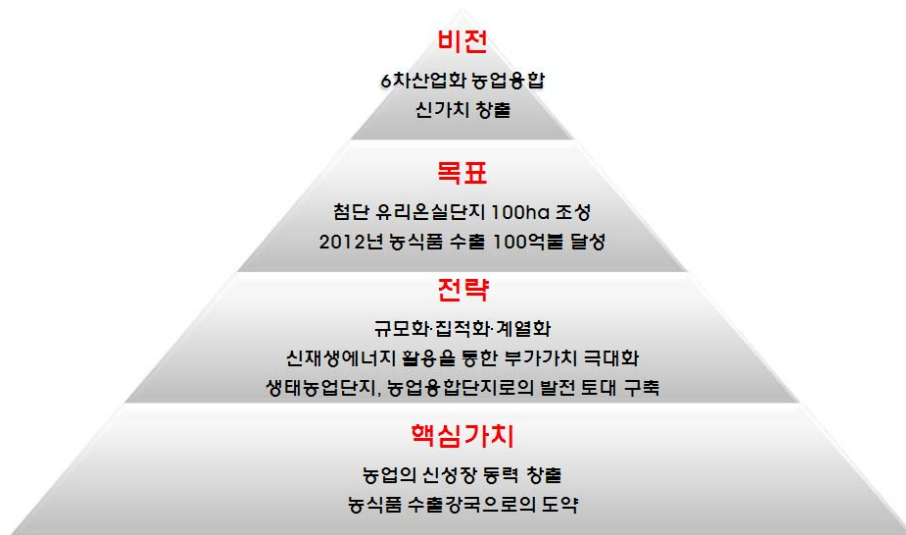 비전
6차산업화 농업융합
신가치 창출
목표
첨단 유리온실단지 100ha 조성
2012년 농식품 수출 100억불 달성
전략
규모화·집적화·계열화
신재생에너지 활용을 통한 부가가치 극대화
생태농업단지, 농업융합단지로의 발전 토대 구축
핵심가치
농업의 신성장 동력 창출
농식품 수출강국으로의 도약